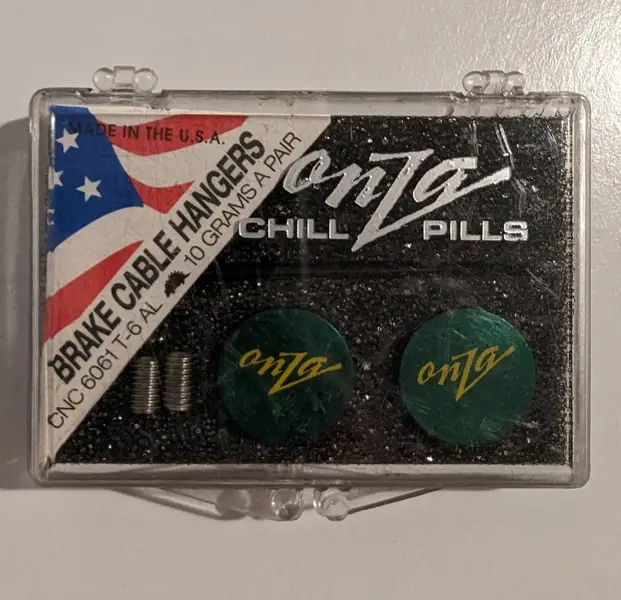 MADE IN THE U.S.A.
BRAKE CABLE HANGERS
CNC 6061 T-6 AL 10 GRAMS A PAIR
onZa
CHILL PILLS
onZa
onZa